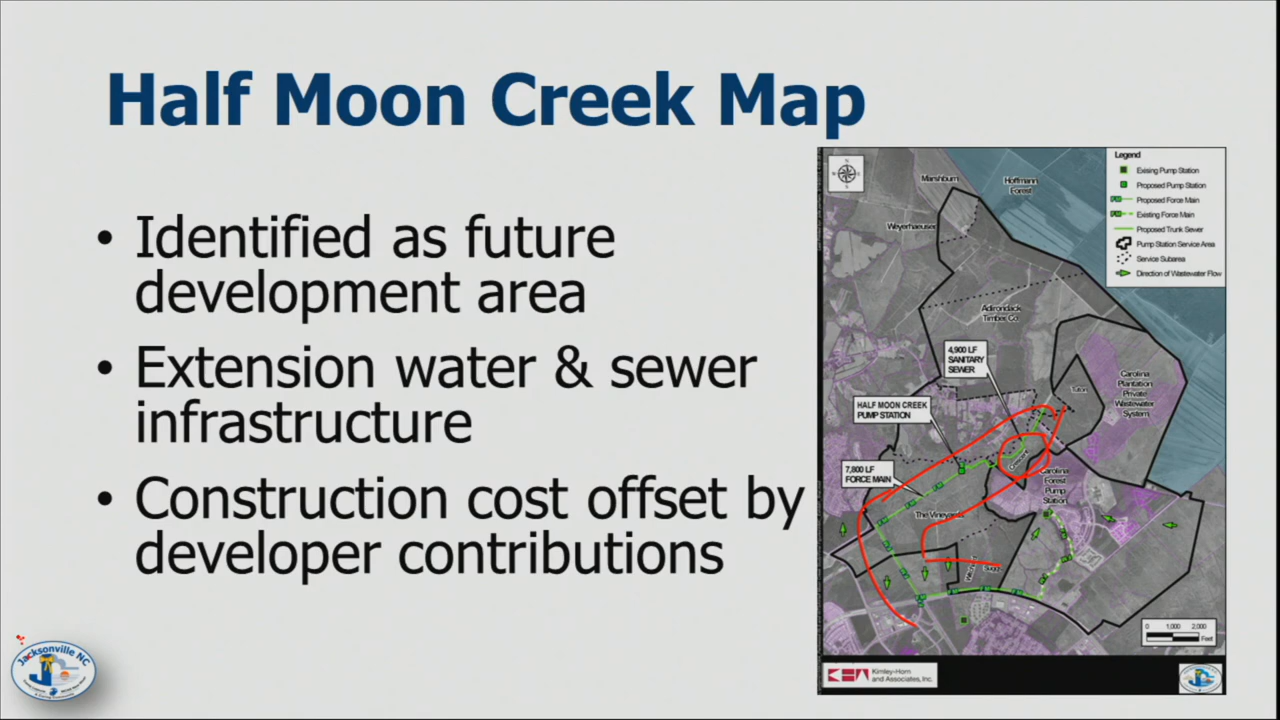 Half Moon Creek Map
• Identified as future
development area
• Extension water & sewer
infrastructure
• Construction cost offset by
developer contributions
Legend
Existing Pump Station
Proposed Pump Station
FM Proposed Force Main
FM Existing Force Main
Proposed Trunk Sewer
Pump Station Service Area
Service Subarea
Direction of Wastewater Flow
N
W E
S
Marshburn
Hoffmann
Forest
Weyerhaeuser
Adirondack
Timber Co.
4,900 LF
SANITARY
SEWER
Carolina
Plantation
Private
Wastewater
System
HALF MOON CREEK
PUMP STATION
7,800 LF
FORCE MAIN
Carolina
Forest
Pump
Station
The Vineyard
0 1,000 2,000
Feet
Kimley-Horn
and Associates, Inc.
Jacksonville NC